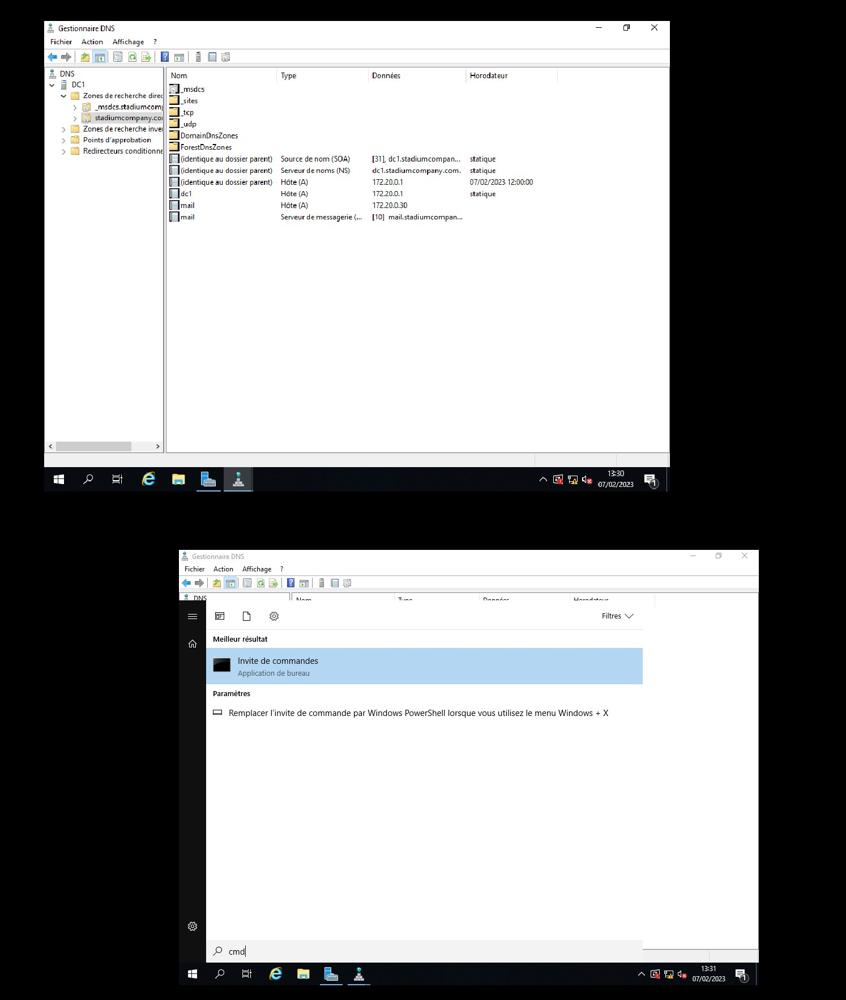 Gestionnaire DNS
Fichier Action Affichage ?
DNS
DC1
Zones de recherche direc
_msdcs.stadiumcomp
stadiumcompany.co
Zones de recherche inve
Points d'approbation
Redirecteurs conditionne
Nom Type Données Horodateur
_msdcs
_sites
_tcp
_udp
DomainDnsZones
ForestDnsZones
(identique au dossier parent) Source de nom (SOA) [31], dc1.stadiumcompan... statique
(identique au dossier parent) Serveur de noms (NS) dc1.stadiumcompany.com. statique
(identique au dossier parent) Hôte (A) 172.20.0.1 07/02/2023 12:00:00
dc1 Hôte (A) 172.20.0.1 statique
mail Hôte (A) 172.20.0.30
mail Serveur de messagerie (... [10] mail.stadiumcompan...
13:30
07/02/2023
1
Gestionnaire DNS
Fichier Action Affichage ?
DNS Nom Type Données Horodateur
Filtres
Meilleur résultat
Invite de commandes
Application de bureau
Paramètres
Remplacer l'invite de commande par Windows PowerShell lorsque vous utilisez le menu Windows + X
cmd
13:31
07/02/2023
1